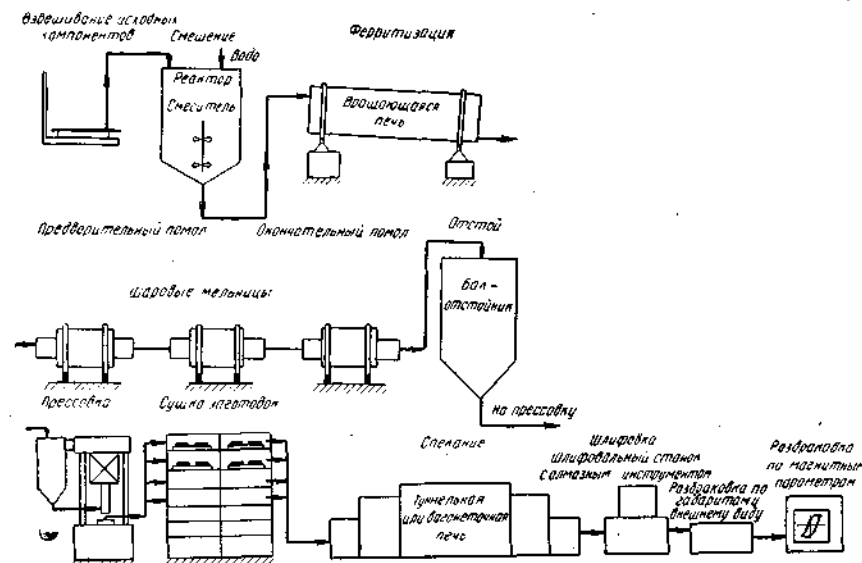 Взвешивание исходных
компонентов
Смешение
Вода
Реактор
Смеситель
Ферритизация
Вращающаяся
печь
Предварительный помол
Окончательный помол
Отстой
Шаровые мельницы
Бак-
отстойник
На прессовку
Прессовка
Сушка заготовок
Спекание
Туннельная
или вагонеточная
печь
Шлифовка
Шлифовальный станок
с алмазным инструментом
Разбраковка по
габаритам и
внешнему виду
Разбраковка
по магнитным
параметрам